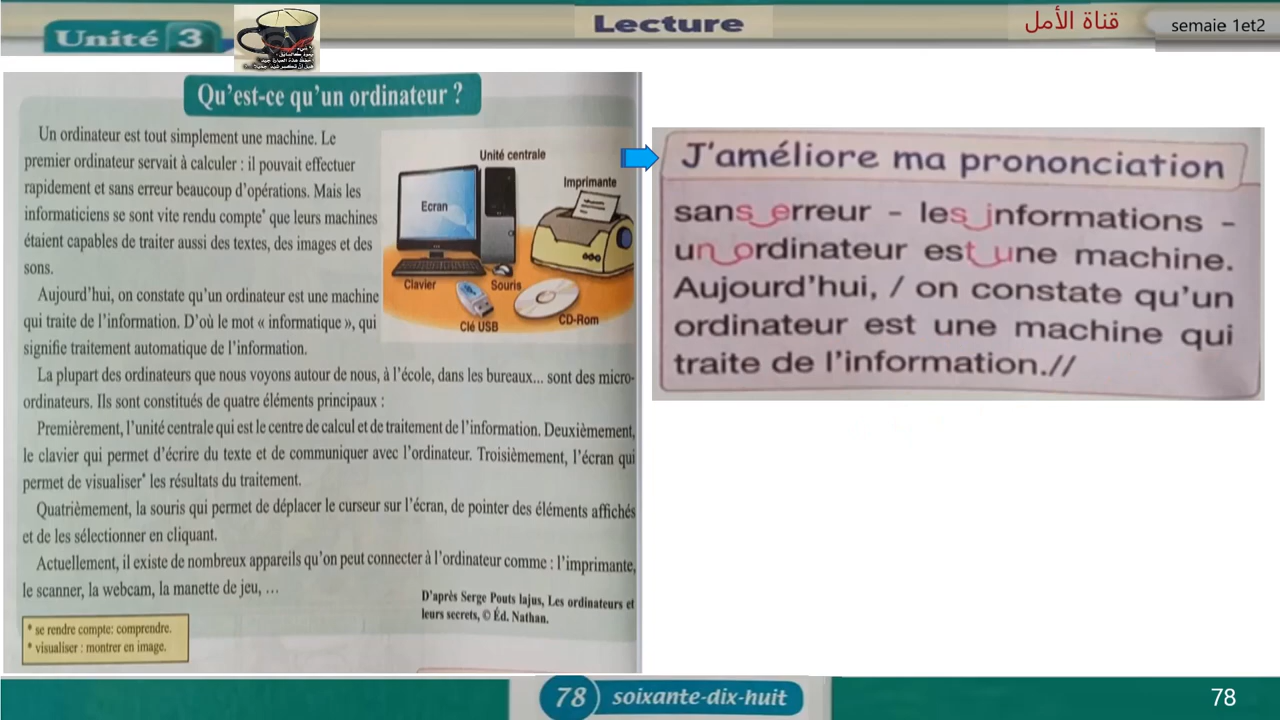 Unité 3
Lecture
قناة الأمل
semaie 1et2
Qu'est-ce qu'un ordinateur ?
Un ordinateur est tout simplement une machine. Le
premier ordinateur servait à calculer : il pouvait effectuer
rapidement et sans erreur beaucoup d'opérations. Mais les
informaticiens se sont vite rendu compte* que leurs machines
étaient capables de traiter aussi des textes, des images et des
sons.
Aujourd'hui, on constate qu'un ordinateur est une machine
qui traite de l'information. D'où le mot « informatique », qui
signifie traitement automatique de l'information.
Unité centrale
Imprimante
Ecran
Clavier
Souris
Clé USB
CD-Rom
La plupart des ordinateurs que nous voyons autour de nous, à l'école, dans les bureaux... sont des micro-
ordinateurs. Ils sont constitués de quatre éléments principaux :
Premièrement, l'unité centrale qui est le centre de calcul et de traitement de l'information. Deuxièmement,
le clavier qui permet d'écrire du texte et de communiquer avec l'ordinateur. Troisièmement, l'écran qui
permet de visualiser* les résultats du traitement.
Quatrièmement, la souris qui permet de déplacer le curseur sur l'écran, de pointer des éléments affichés
et de les sélectionner en cliquant.
Actuellement, il existe de nombreux appareils qu'on peut connecter à l'ordinateur comme : l'imprimante,
le scanner, la webcam, la manette de jeu, ...
D'après Serge Pouts lajus, Les ordinateurs et
leurs secrets, © Éd. Nathan.
* se rendre compte: comprendre.
* visualiser : montrer en image.
J'améliore ma prononciation
sans erreur - les informations -
un ordinateur est une machine.
Aujourd'hui, / on constate qu'un
ordinateur est une machine qui
traite de l'information.//
78 soixante-dix-huit
78